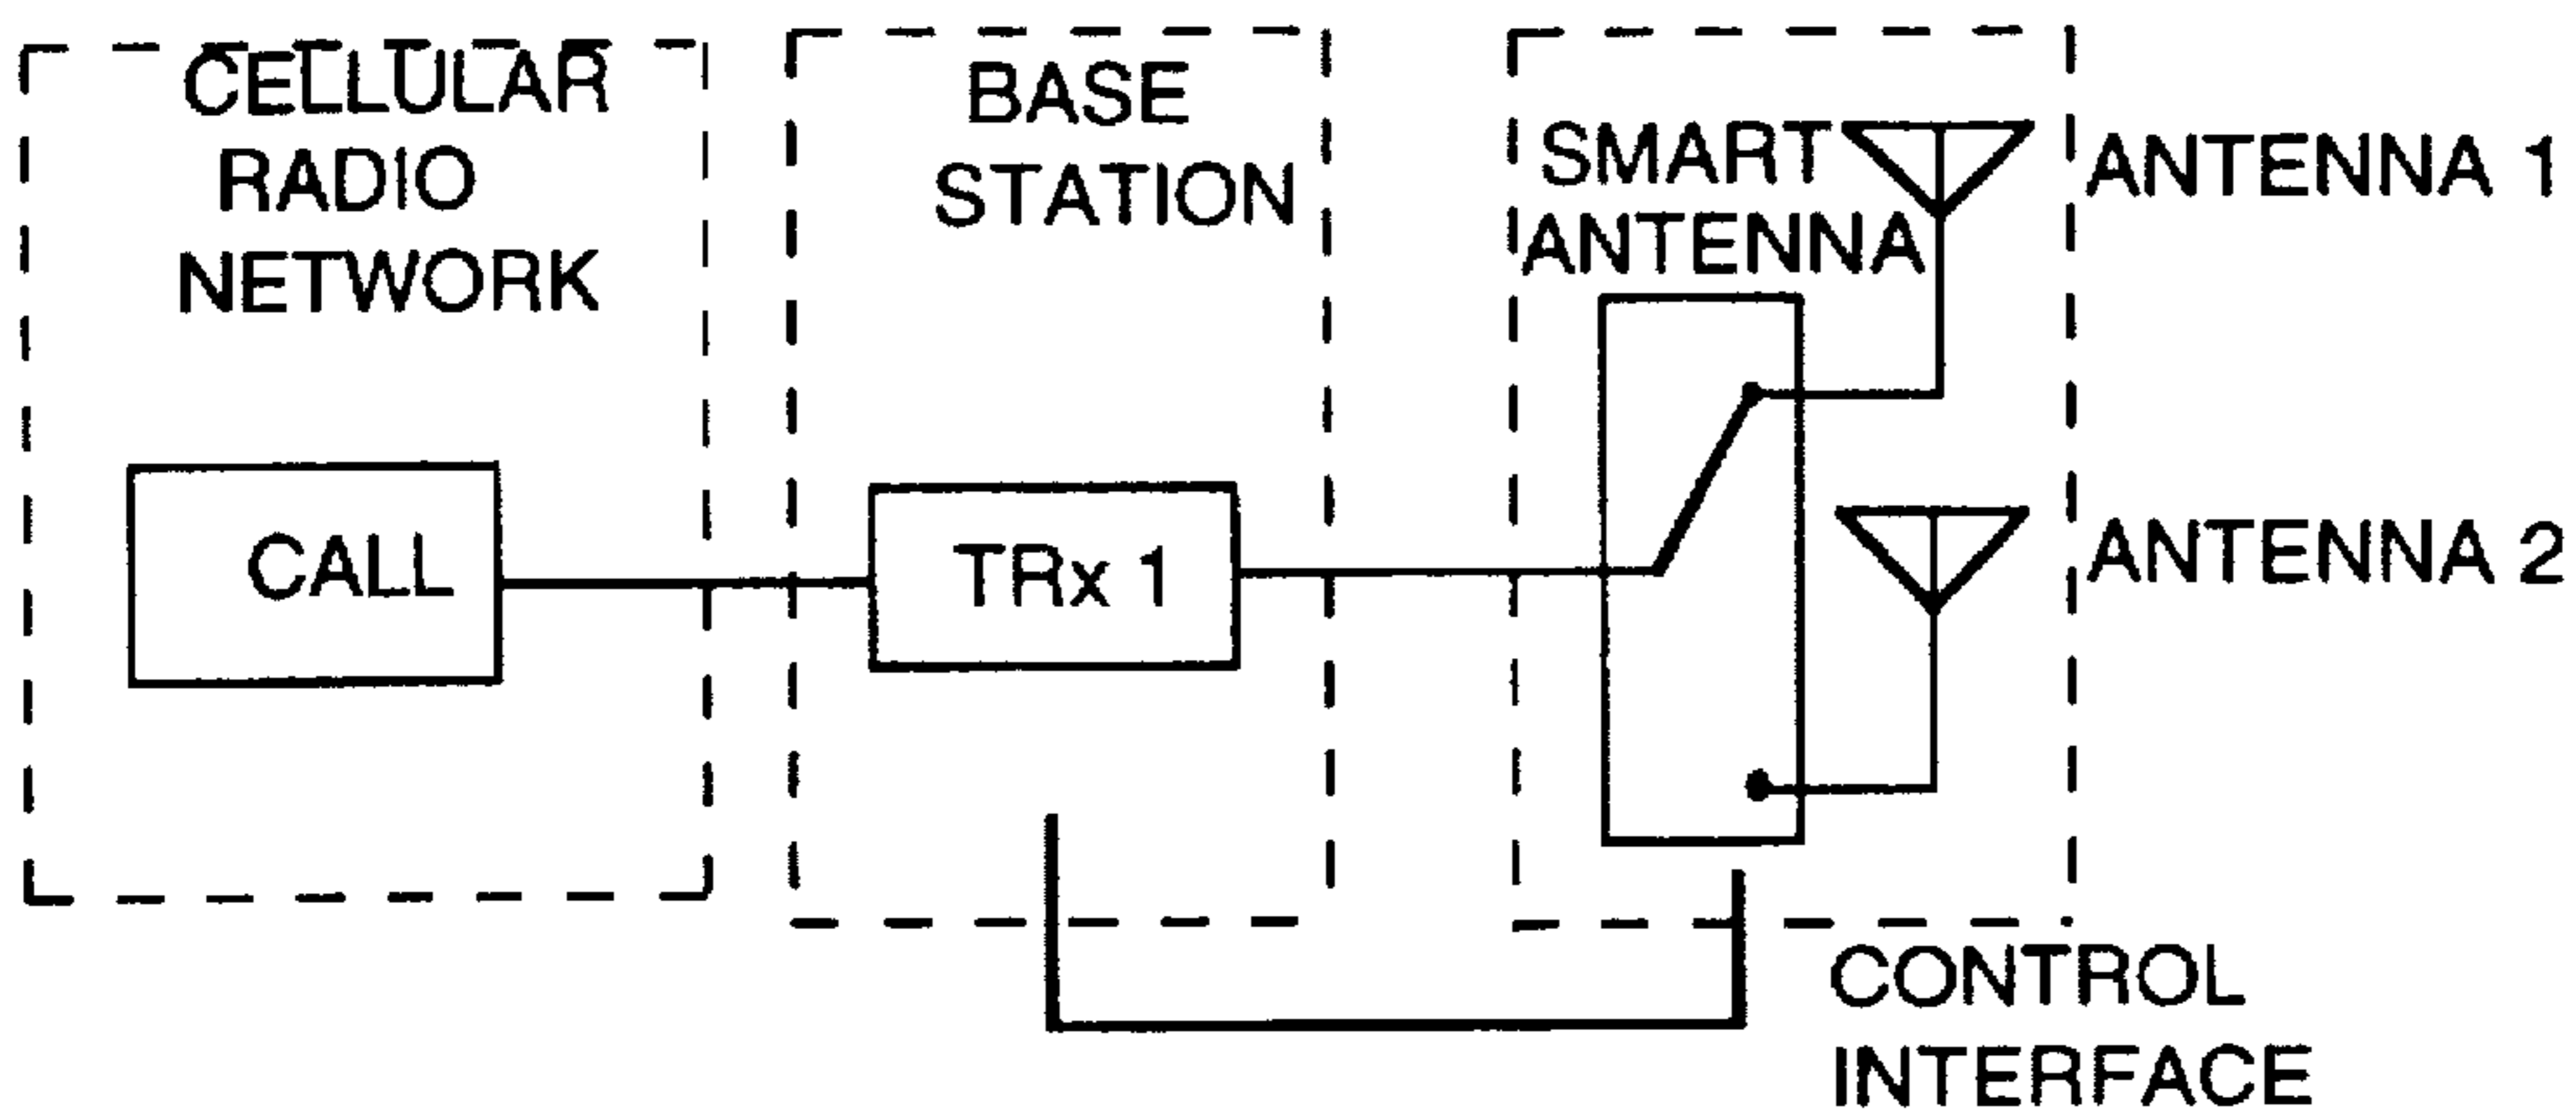 CELLULAR
RADIO
NETWORK
CALL
BASE
STATION
TRx 1
SMART
ANTENNA
ANTENNA 1
ANTENNA 2
CONTROL
INTERFACE